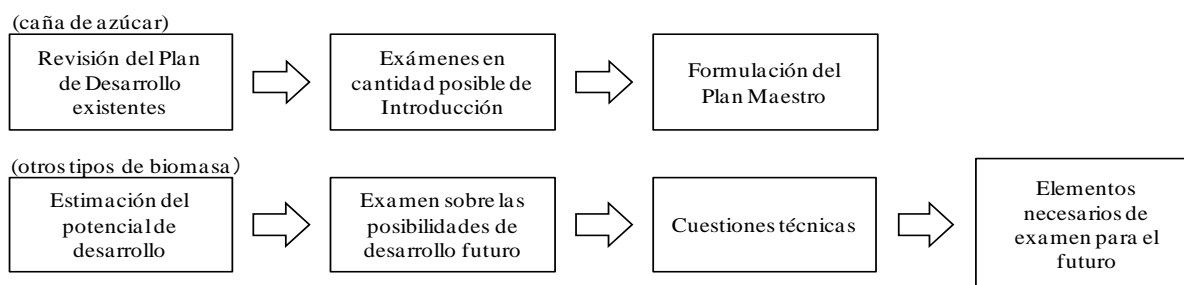 (caña de azúcar)
Revisión del Plan
de Desarrollo
existentes
Exámenes en
cantidad posible de
Introducción
Formulación del
Plan Maestro
(otros tipos de biomasa)
Estimación del
potencial de
desarrollo
Examen sobre las
posibilidades de
desarrollo futuro
Cuestiones técnicas
Elementos
necesarios de
examen para el
futuro